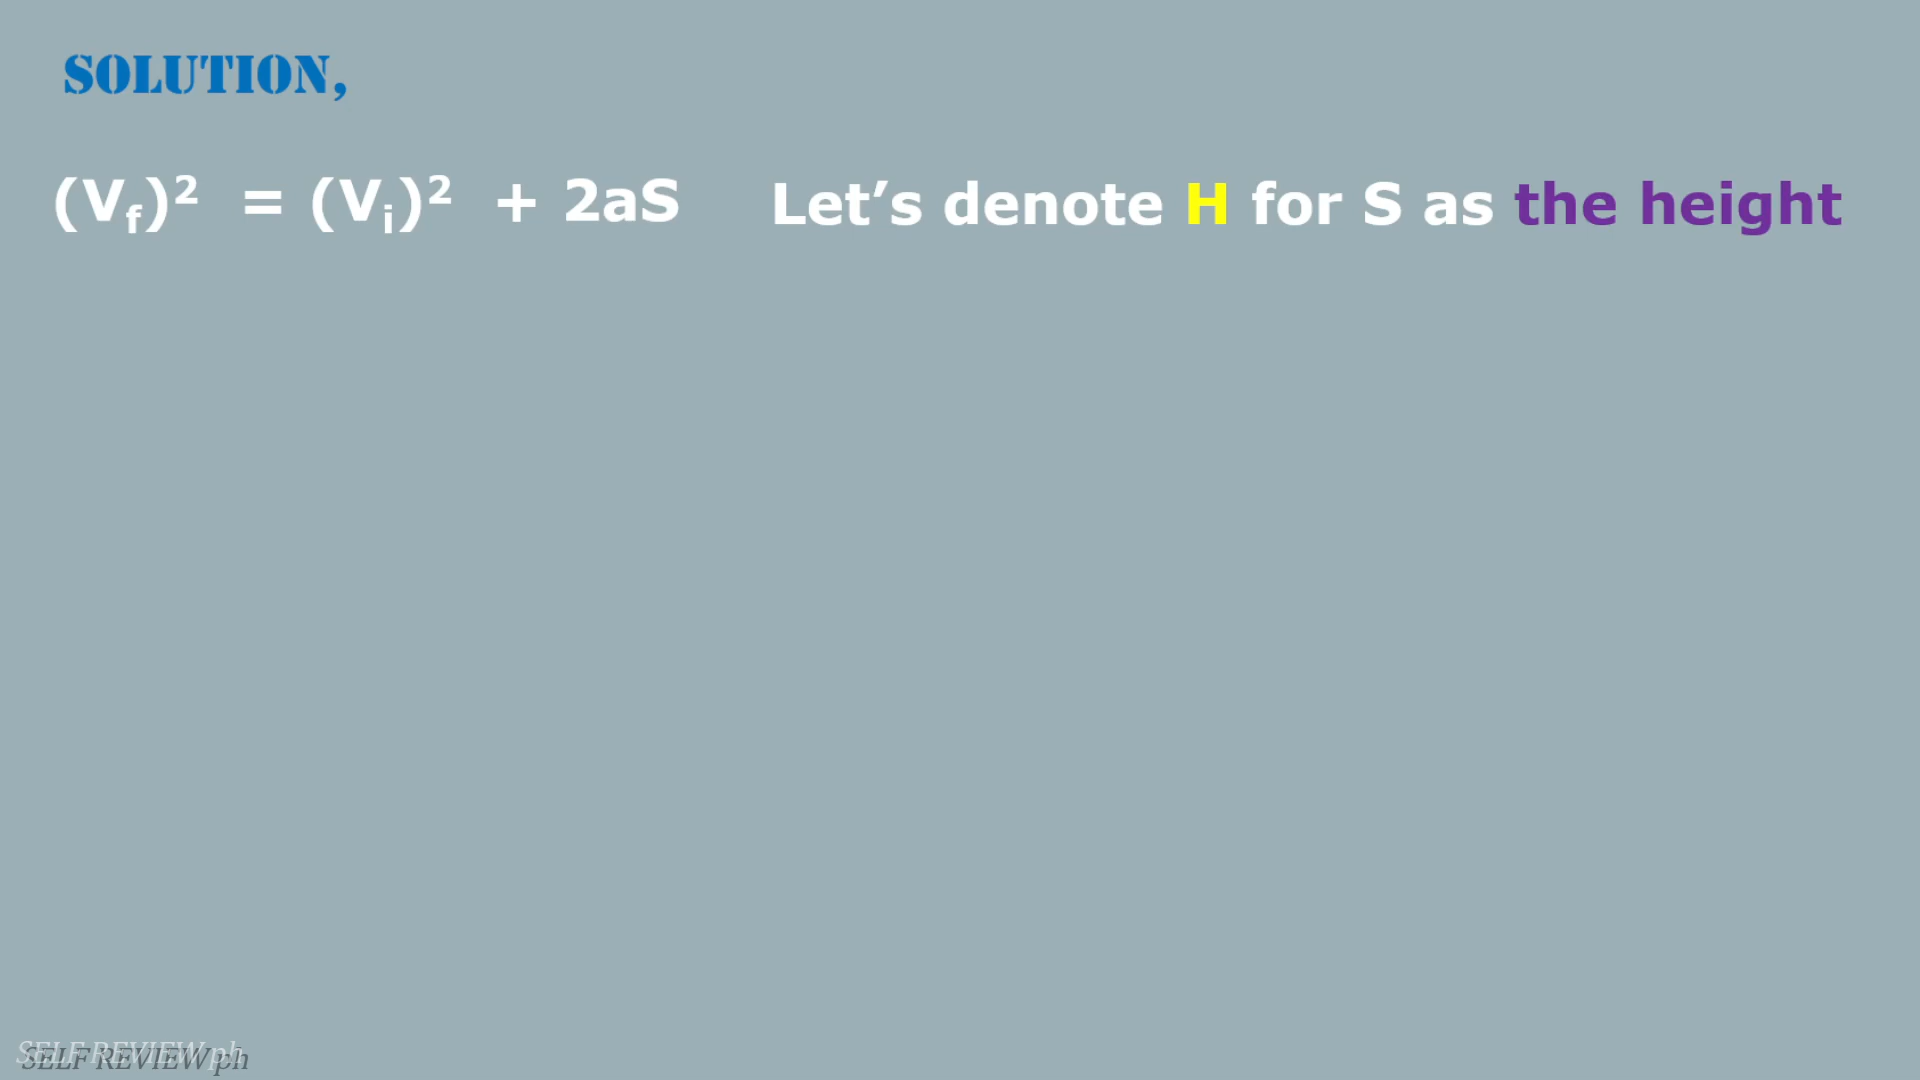 SOLUTION,
(Vf)² = (Vi)² + 2aS Let’s denote H for S as the height
SELF REVIEW ph